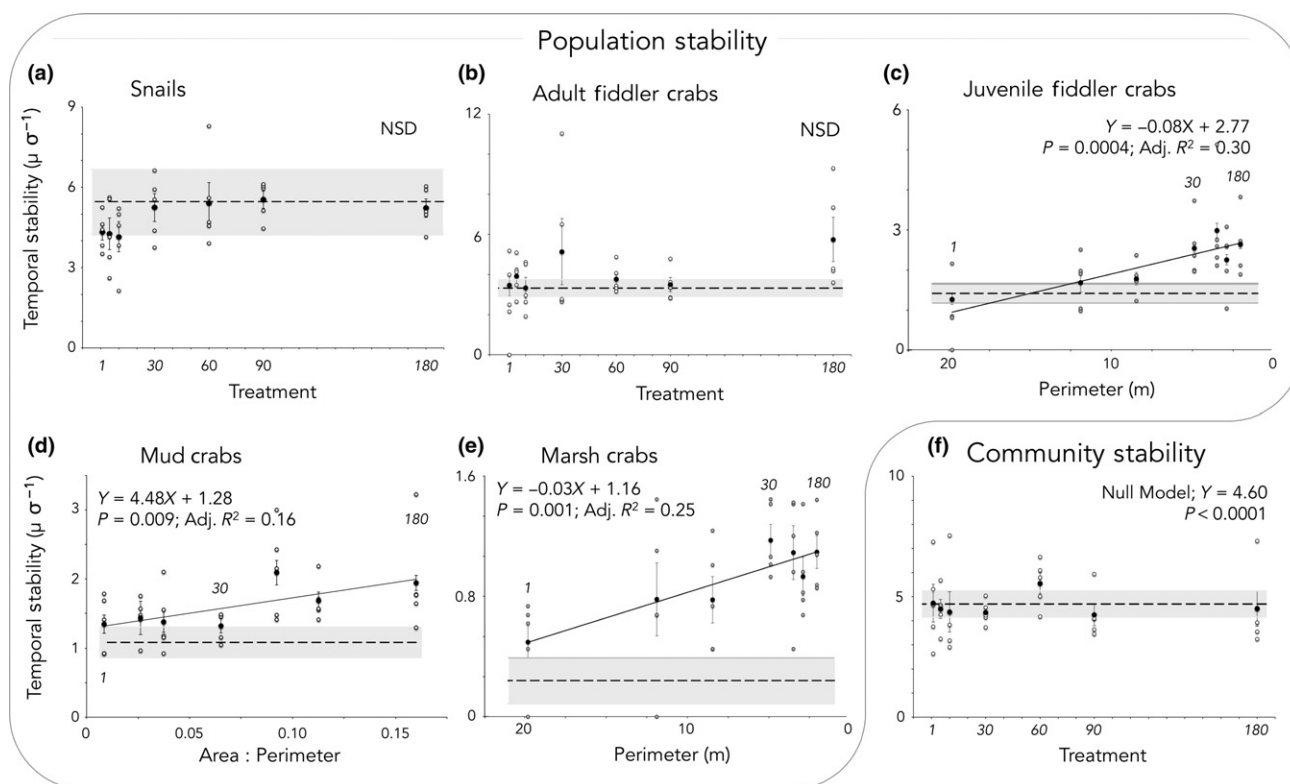 Population stability
(a)
Snails
NSD
Temporal stability (μ σ⁻¹)
9
6
3
0
1
30
60
90
180
Treatment
(b)
Adult fiddler crabs
NSD
12
6
0
1
30
60
90
180
Treatment
(c)
Juvenile fiddler crabs
Y = −0.08X + 2.77
P = 0.0004; Adj. R² = 0.30
6
3
0
1
30
180
20
10
0
Perimeter (m)
(d)
Mud crabs
Y = 4.48X + 1.28
P = 0.009; Adj. R² = 0.16
Temporal stability (μ σ⁻¹)
3
2
1
0
1
30
180
0.05
0.10
0.15
Area : Perimeter
(e)
Marsh crabs
Y = −0.03X + 1.16
P = 0.001; Adj. R² = 0.25
1.6
0.8
0
1
30
180
20
10
0
Perimeter (m)
(f)
Community stability
Null Model; Y = 4.60
P < 0.0001
10
5
0
1
30
60
90
180
Treatment